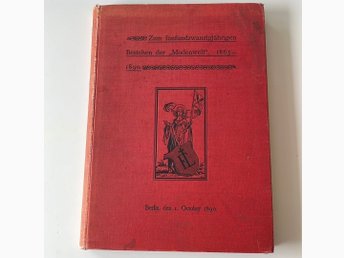 Zum fünfundzwanzigjährigen
Bestehen der „Modenwelt“. 1865—
1890
Berlin, den 1. October 1890.